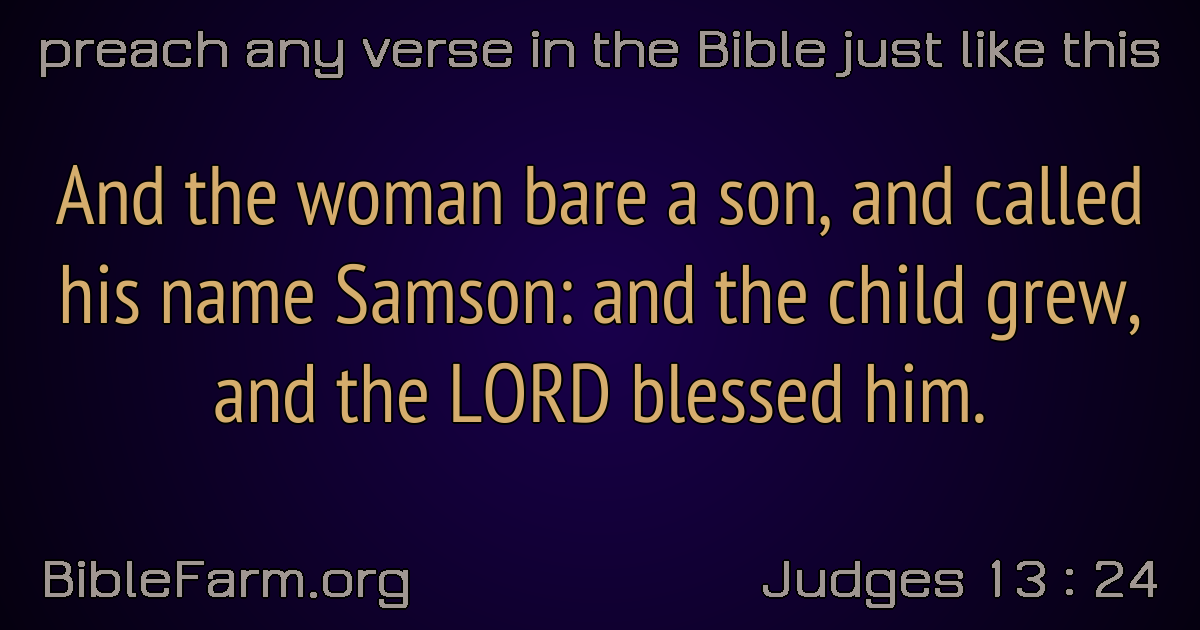 preach any verse in the Bible just like this
And the woman bare a son, and called
his name Samson: and the child grew,
and the LORD blessed him.
BibleFarm.org
Judges 13 : 24